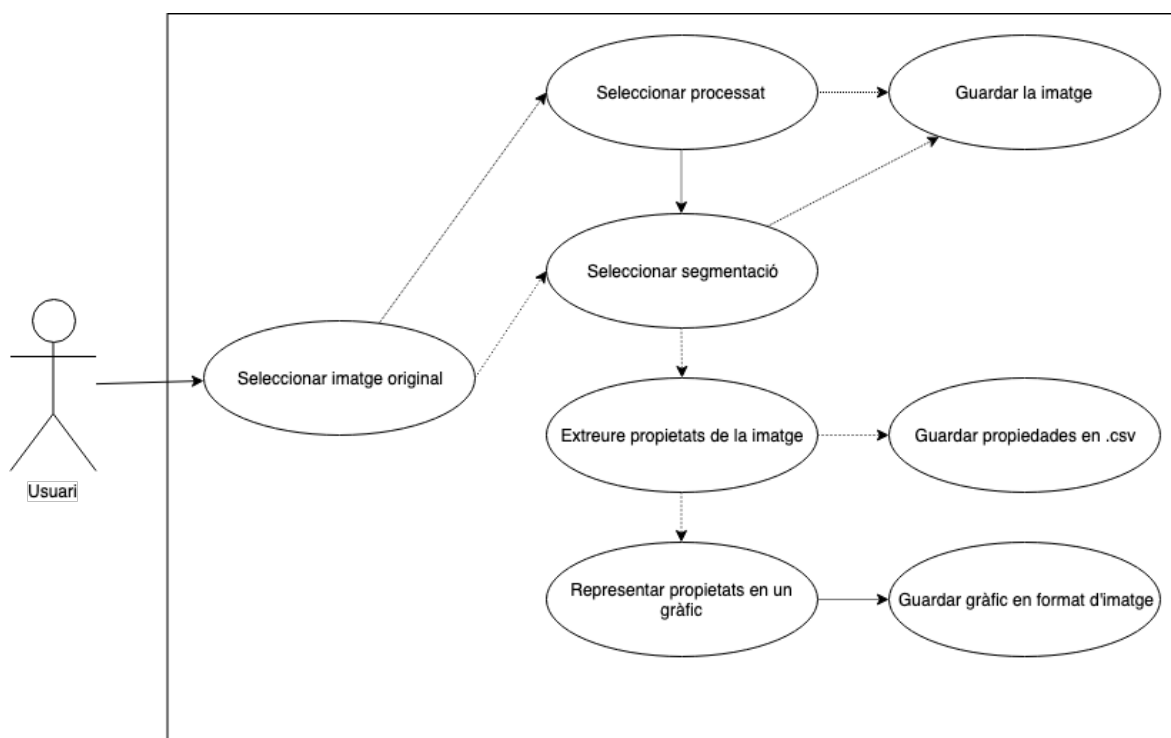 Seleccionar processat
Guardar la imatge
Seleccionar segmentació
Seleccionar imatge original
Extreure propietats de la imatge
Guardar propiedades en .csv
Usuari
Representar propietats en un
gràfic
Guardar gràfic en format d'imatge